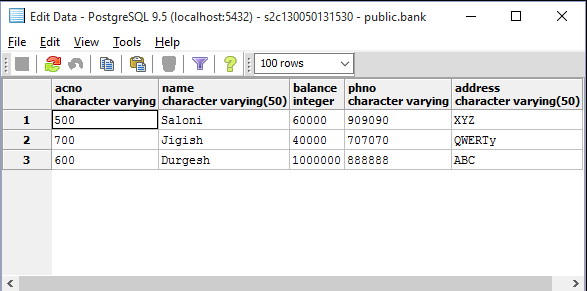 Edit Data - PostgreSQL 9.5 (localhost:5432) - s2c130050131530 - public.bank
File Edit View Tools Help
100 rows
acno name balance phno address
character varying character varying(50) integer character varying character varying(50)
1 500 Saloni 60000 909090 XYZ
2 700 Jigish 40000 707070 QWERTy
3 600 Durgesh 1000000 888888 ABC